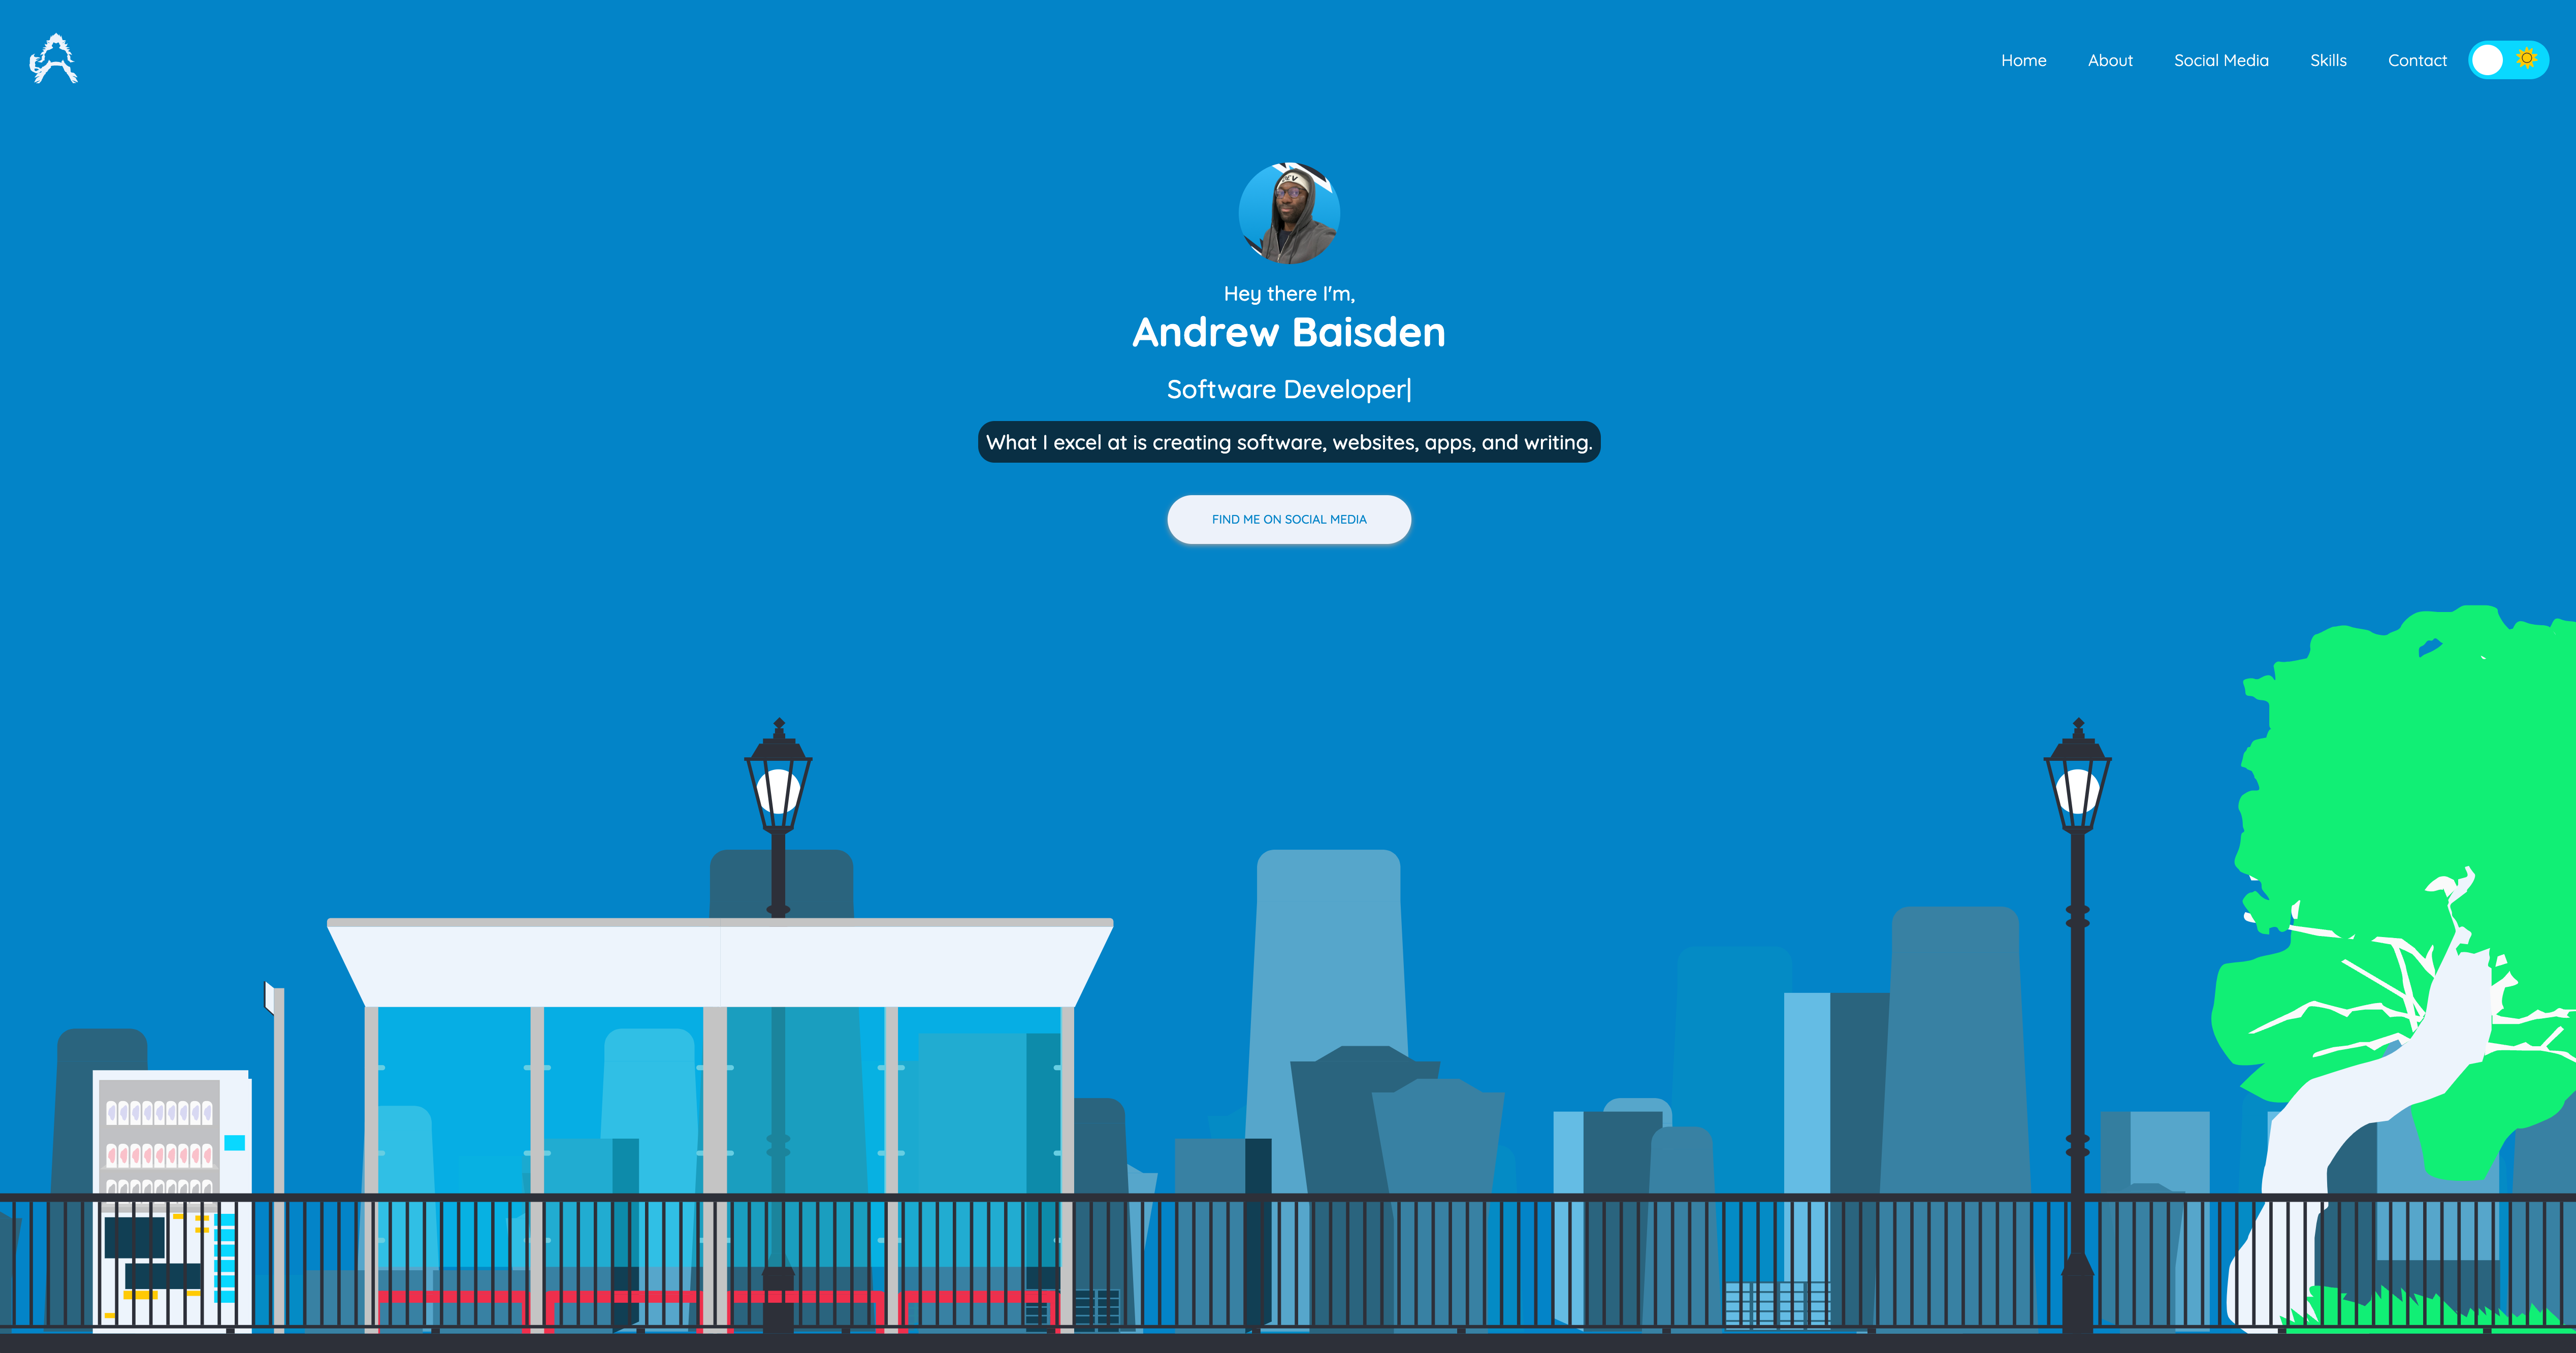 Home About Social Media Skills Contact
Hey there I'm,
Andrew Baisden
Software Developer|
What I excel at is creating software, websites, apps, and writing.
FIND ME ON SOCIAL MEDIA